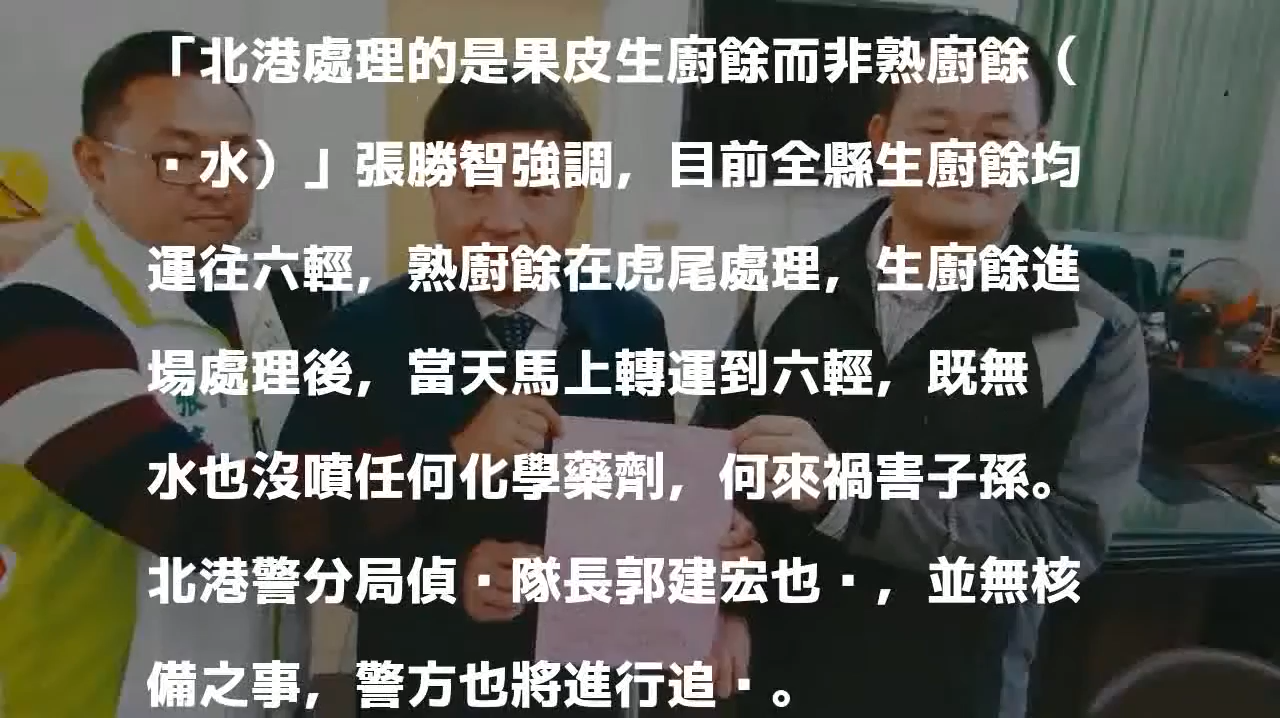 「北港處理的是果皮生廚餘而非熟廚餘（
▪水）」張勝智強調，目前全縣生廚餘均
運往六輕，熟廚餘在虎尾處理，生廚餘進
場處理後，當天馬上轉運到六輕，既無
水也沒噴任何化學藥劑，何來禍害子孫。
北港警分局偵▪隊長郭建宏也▪，並無核
備之事，警方也將進行追▪。
張